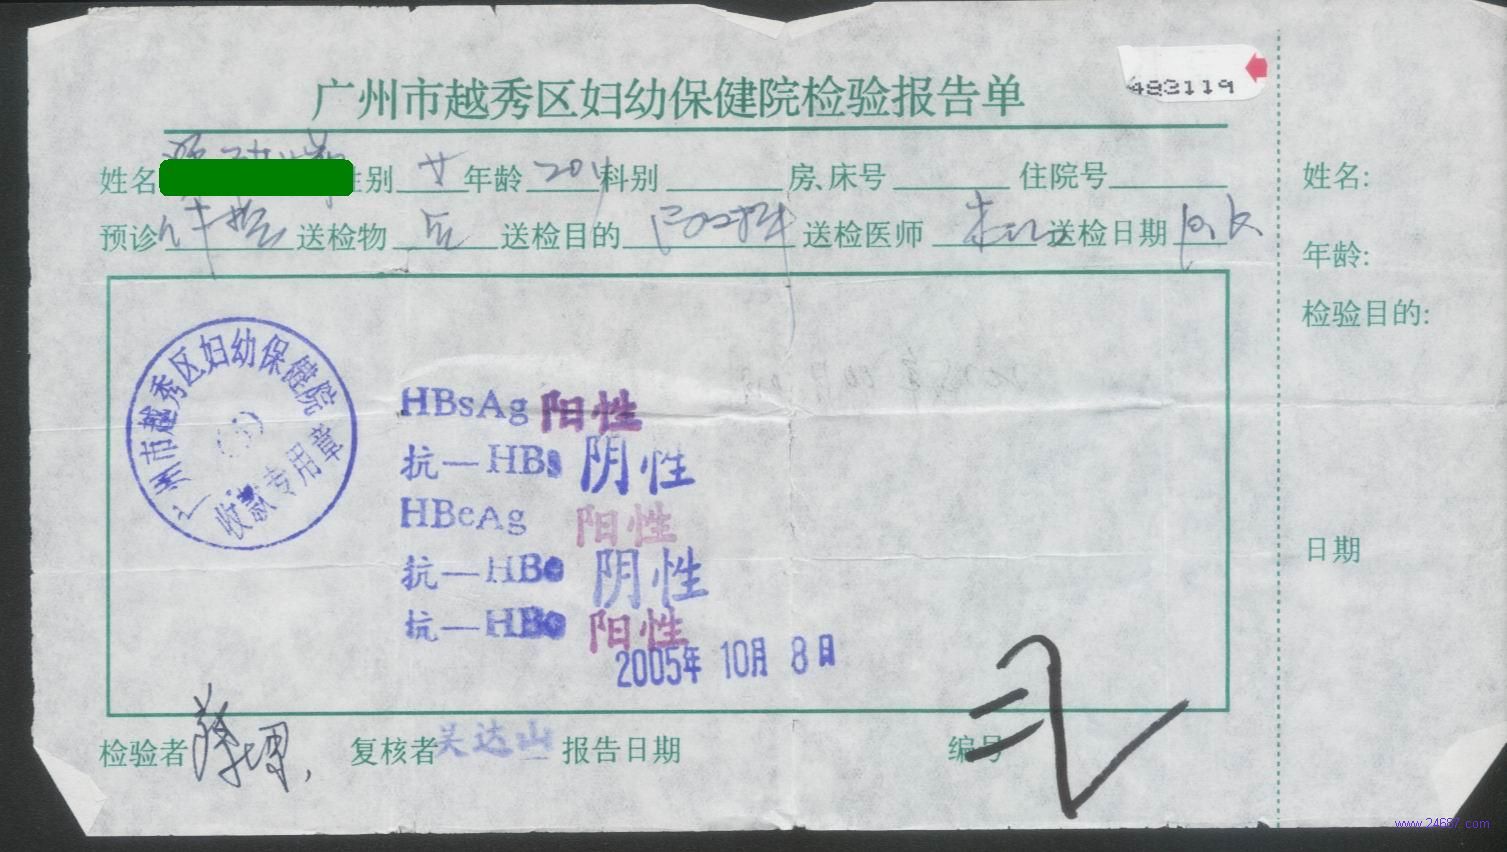 广州市越秀区妇幼保健院检验报告单
483119
姓名 性别 女 年龄 20岁 科别 房、床号 住院号
预诊 送检物 送检目的 送检医师 送检日期
姓名:
年龄:
检验目的:
日期
广州市越秀区妇幼保健院
收款专用章
HBsAg 阳性
抗—HBs 阴性
HBeAg 阳性
抗—HBe 阴性
抗—HBc 阳性
2005年 10月 8日
检验者 复核者 吴达山 报告日期 编号
www.24687.com